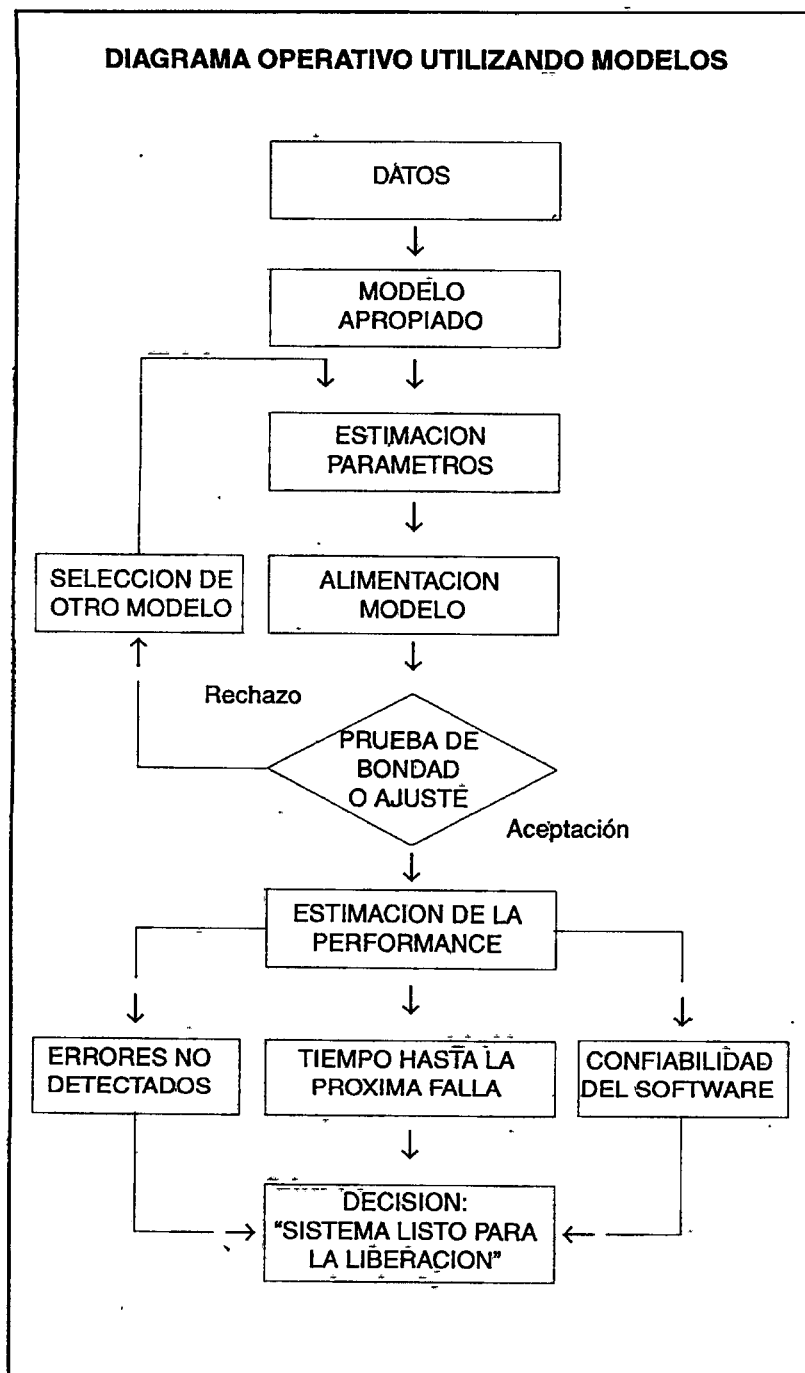 DIAGRAMA OPERATIVO UTILIZANDO MODELOS
DATOS
MODELO
APROPIADO
ESTIMACION
PARAMETROS
SELECCION DE
OTRO MODELO
ALIMENTACION
MODELO
Rechazo
PRUEBA DE
BONDAD
O AJUSTE
Aceptación
ESTIMACION DE LA
PERFORMANCE
ERRORES NO
DETECTADOS
TIEMPO HASTA LA
PROXIMA FALLA
CONFIABILIDAD
DEL SOFTWARE
DECISION:
"SISTEMA LISTO PARA
LA LIBERACION"